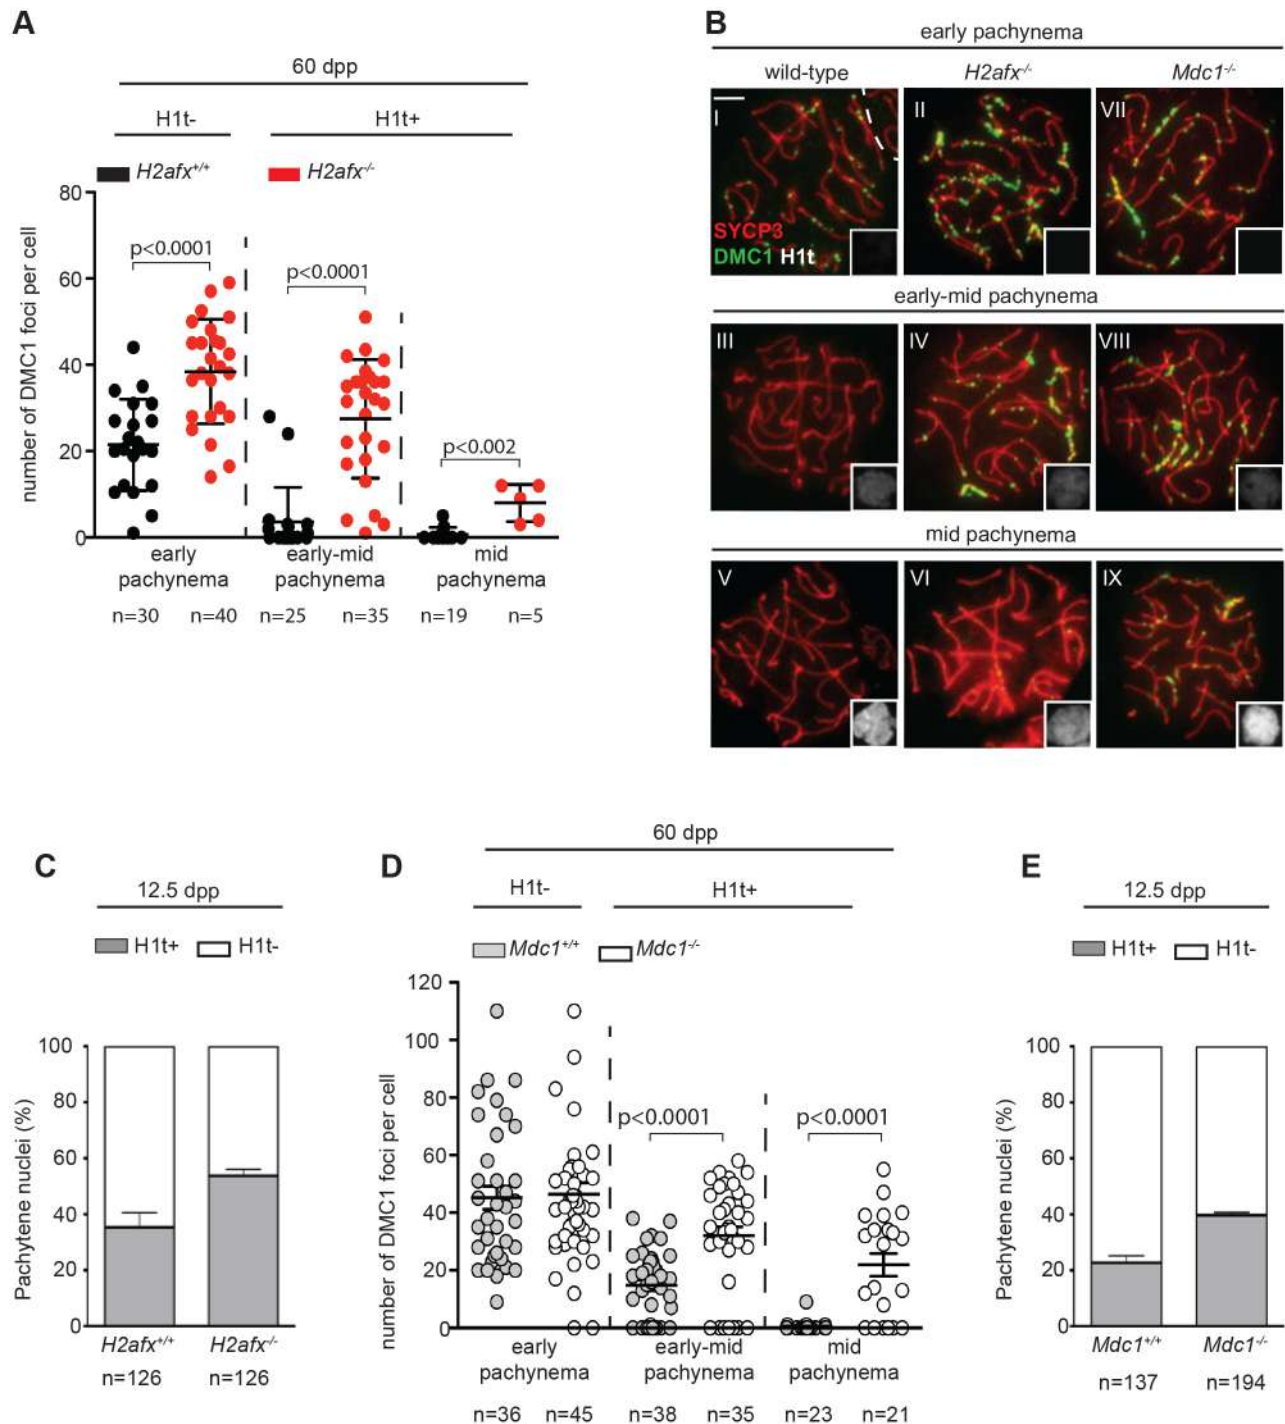 A
60 dpp
H1t-
H1t+
H2afx+/+
H2afx-/-
number of DMC1 foci per cell
80
60
40
20
0
p<0.0001
p<0.0001
p<0.002
early pachynema
early-mid pachynema
mid pachynema
n=30
n=40
n=25
n=35
n=19
n=5
B
early pachynema
wild-type
H2afx-/-
Mdc1-/-
I
II
VII
SYCP3
DMC1 H1t
early-mid pachynema
III
IV
VIII
mid pachynema
V
VI
IX
C
12.5 dpp
H1t+
H1t-
Pachytene nuclei (%)
100
80
60
40
20
0
H2afx+/+
H2afx-/-
n=126
n=126
D
60 dpp
H1t-
H1t+
Mdc1+/+
Mdc1-/-
number of DMC1 foci per cell
120
100
80
60
40
20
0
p<0.0001
p<0.0001
early
pachynema
early-mid
pachynema
mid
pachynema
n=36
n=45
n=38
n=35
n=23
n=21
E
12.5 dpp
H1t+
H1t-
Pachytene nuclei (%)
100
80
60
40
20
0
Mdc1+/+
Mdc1-/-
n=137
n=194